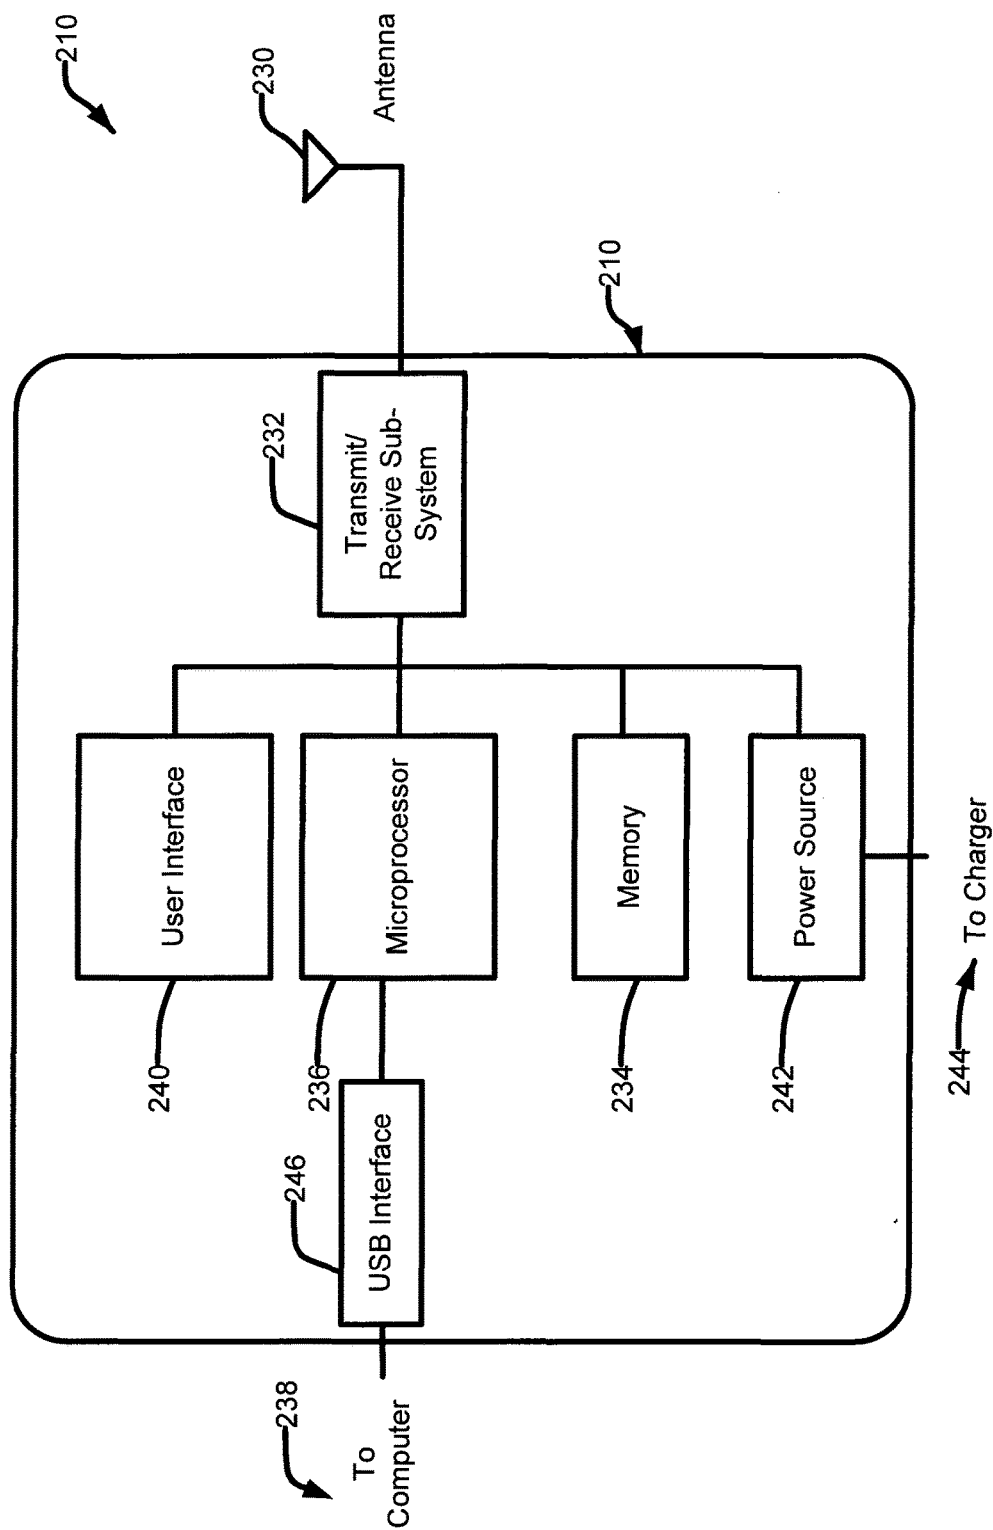 210
230
Antenna
210
232
Transmit/
Receive Sub-
System
User Interface
240
Microprocessor
236
Memory
234
Power Source
242
USB Interface
246
238
To
Computer
244
To Charger